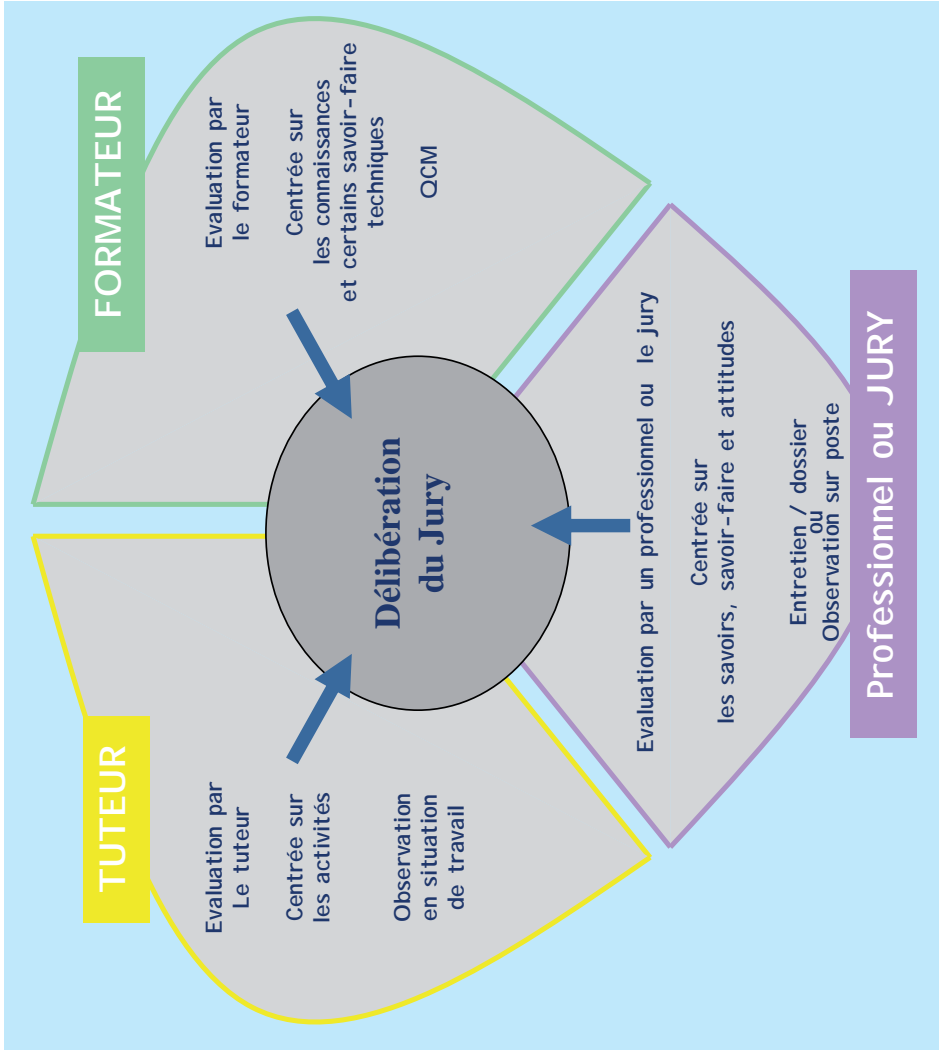 TUTEUR
Evaluation par
Le tuteur
Centrée sur
les activités
Observation
en situation
de travail
FORMATEUR
Evaluation par
le formateur
Centrée sur
les connaissances
et certains savoir-faire
techniques
QCM
Délibération
du Jury
Evaluation par un professionnel ou le jury
Centrée sur
les savoirs, savoir-faire et attitudes
Entretien / dossier
ou
Observation sur poste
Professionnel ou JURY